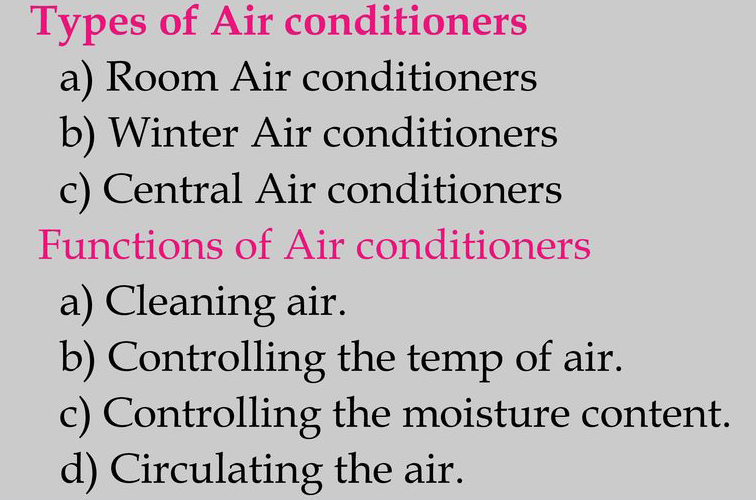 Types of Air conditioners
a) Room Air conditioners
b) Winter Air conditioners
c) Central Air conditioners
Functions of Air conditioners
a) Cleaning air.
b) Controlling the temp of air.
c) Controlling the moisture content.
d) Circulating the air.